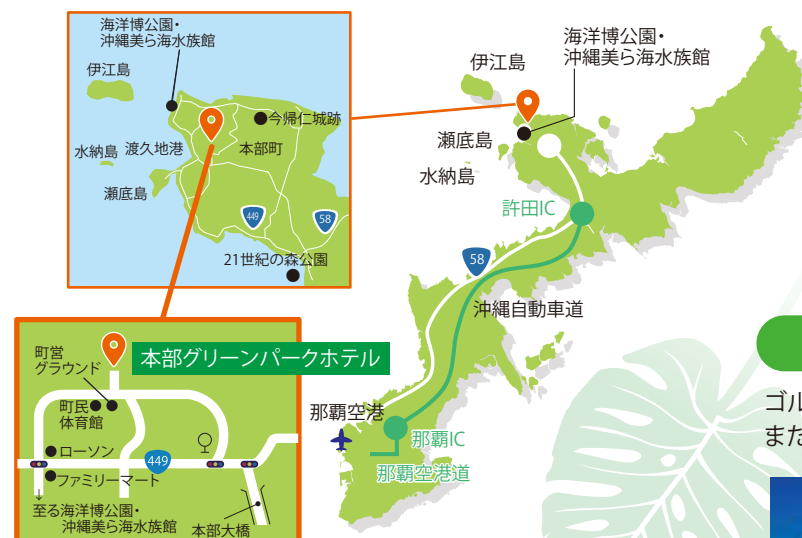 海洋博公園・
沖縄美ら海水族館
伊江島
今帰仁城跡
水納島
渡久地港
本部町
瀬底島
449
58
21世紀の森公園
海洋博公園・
沖縄美ら海水族館
伊江島
瀬底島
水納島
許田IC
58
沖縄自動車道
那覇空港
那覇IC
那覇空港道
本部グリーンパークホテル
町営
グラウンド
町民
体育館
ローソン
449
ファミリーマート
至る海洋博公園・
沖縄美ら海水族館
本部大橋
ゴル
また